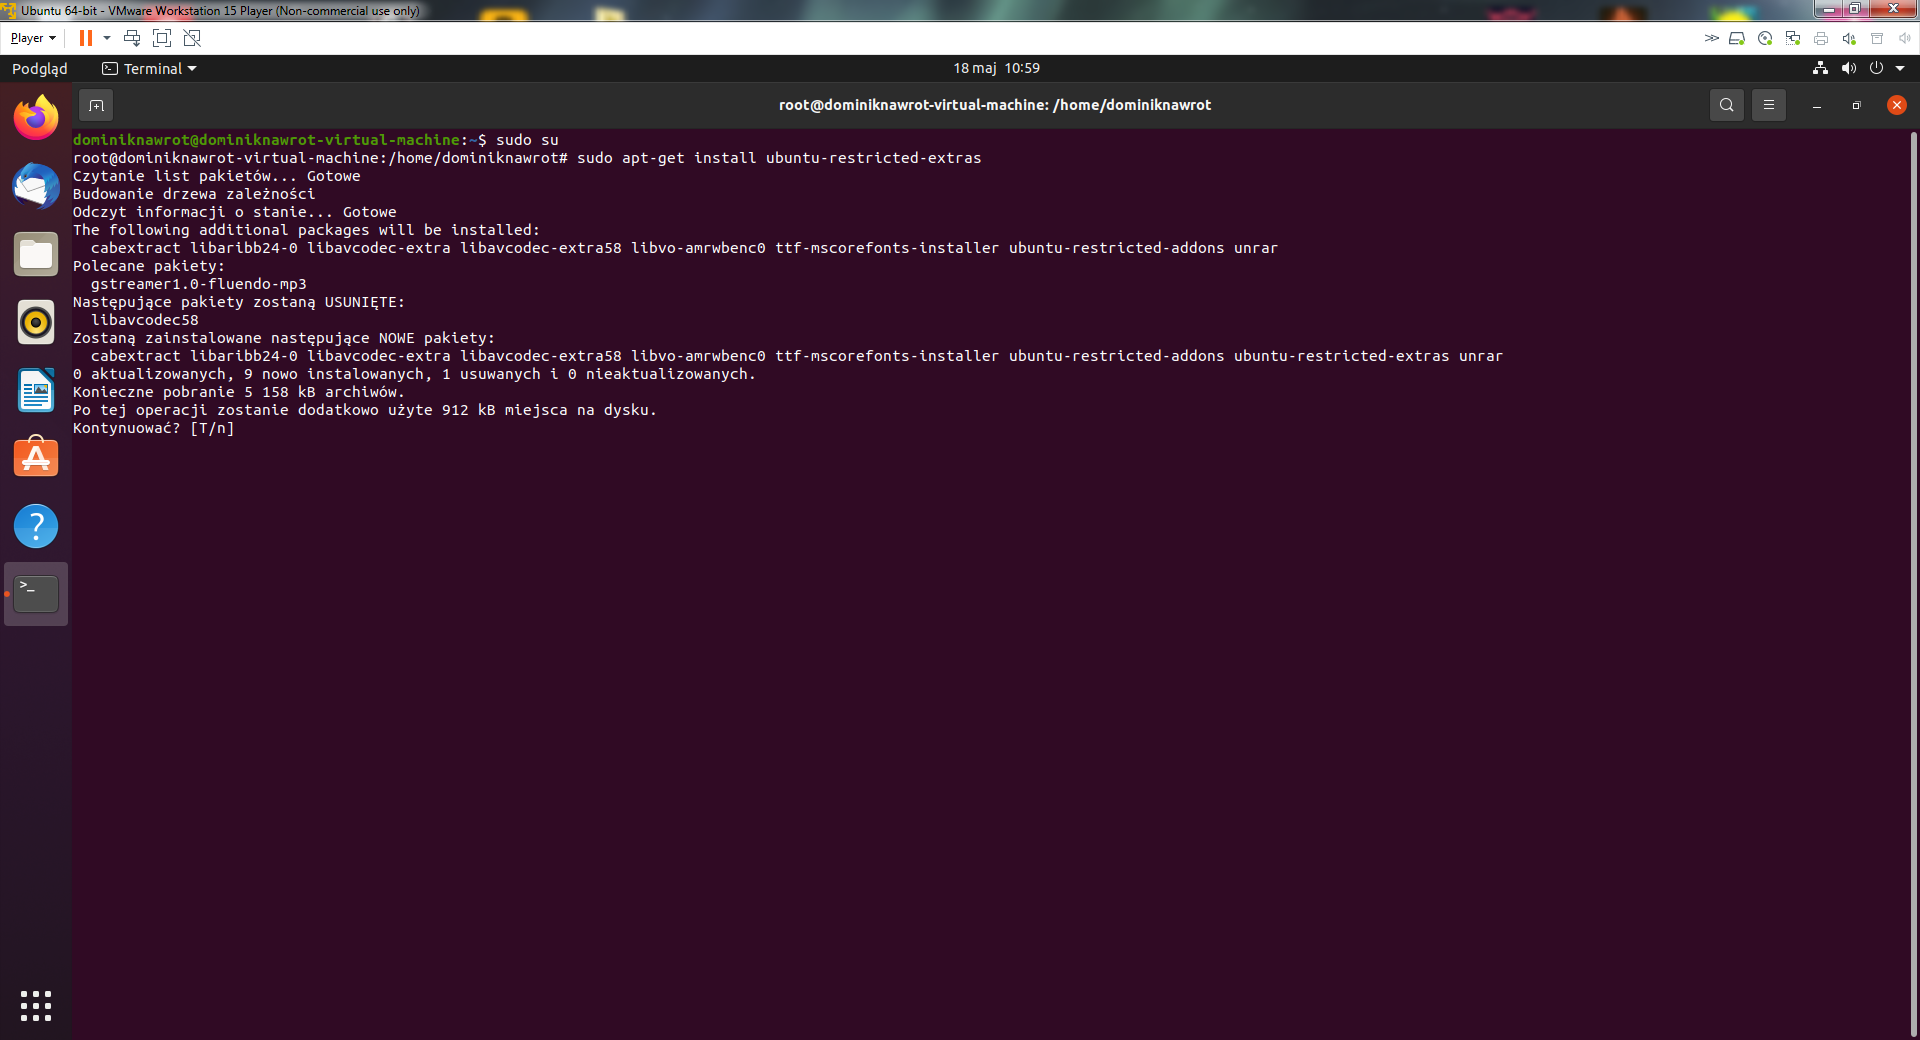 Ubuntu 64-bit - VMware Workstation 15 Player (Non-commercial use only)
Player
Podgląd Terminal 18 maj 10:59
root@dominiknawrot-virtual-machine: /home/dominiknawrot
dominiknawrot@dominiknawrot-virtual-machine:~$ sudo su
root@dominiknawrot-virtual-machine:/home/dominiknawrot# sudo apt-get install ubuntu-restricted-extras
Czytanie list pakietów... Gotowe
Budowanie drzewa zależności
Odczyt informacji o stanie... Gotowe
The following additional packages will be installed:
  cabextract libaribb24-0 libavcodec-extra libavcodec-extra58 libvo-amrwbenc0 ttf-mscorefonts-installer ubuntu-restricted-addons unrar
Polecane pakiety:
  gstreamer1.0-fluendo-mp3
Następujące pakiety zostaną USUNIĘTE:
  libavcodec58
Zostaną zainstalowane następujące NOWE pakiety:
  cabextract libaribb24-0 libavcodec-extra libavcodec-extra58 libvo-amrwbenc0 ttf-mscorefonts-installer ubuntu-restricted-addons ubuntu-restricted-extras unrar
0 aktualizowanych, 9 nowo instalowanych, 1 usuwanych i 0 nieaktualizowanych.
Konieczne pobranie 5 158 kB archiwów.
Po tej operacji zostanie dodatkowo użyte 912 kB miejsca na dysku.
Kontynuować? [T/n]